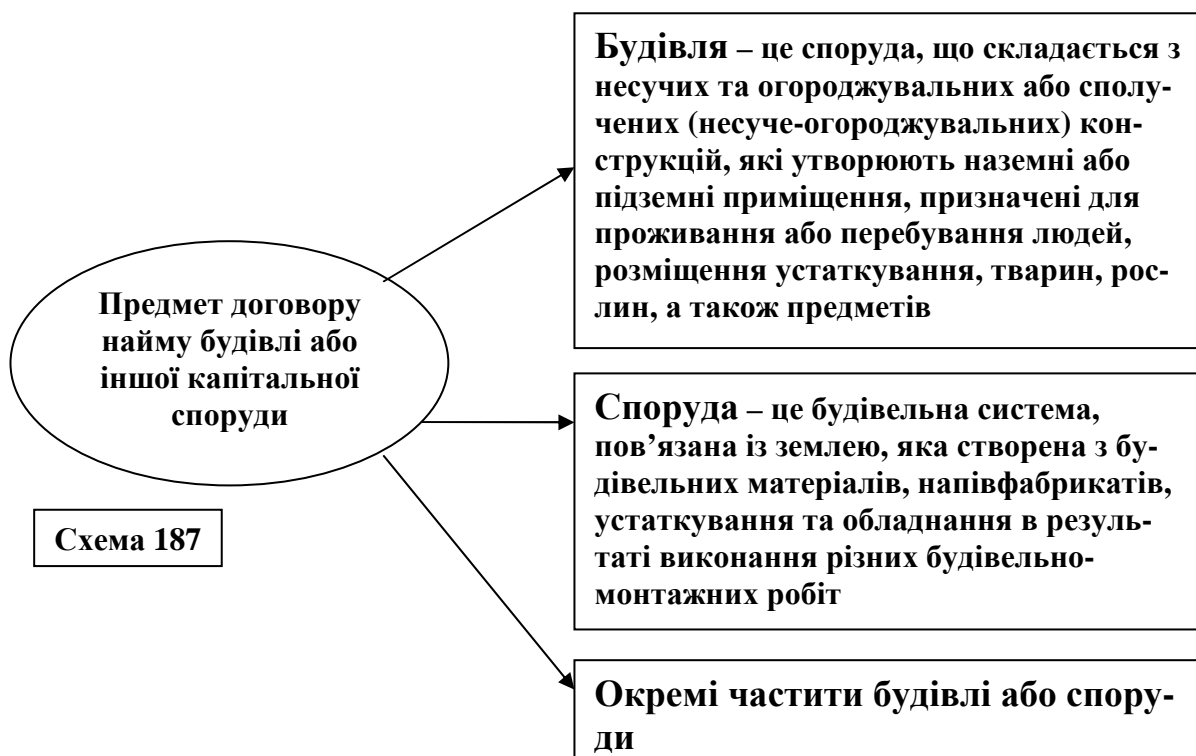 Будівля – це споруда, що складається з
несучих та огороджувальних або сполу-
чених (несуче-огороджувальних) кон-
струкцій, які утворюють наземні або
підземні приміщення, призначені для
проживання або перебування людей,
розміщення устаткування, тварин, рос-
лин, а також предметів
Предмет договору
найму будівлі або
іншої капітальної
споруди
Споруда – це будівельна система,
пов’язана із землею, яка створена з бу-
дівельних матеріалів, напівфабрикатів,
устаткування та обладнання в резуль-
таті виконання різних будівельно-
монтажних робіт
Схема 187
Окремі частити будівлі або спору-
ди